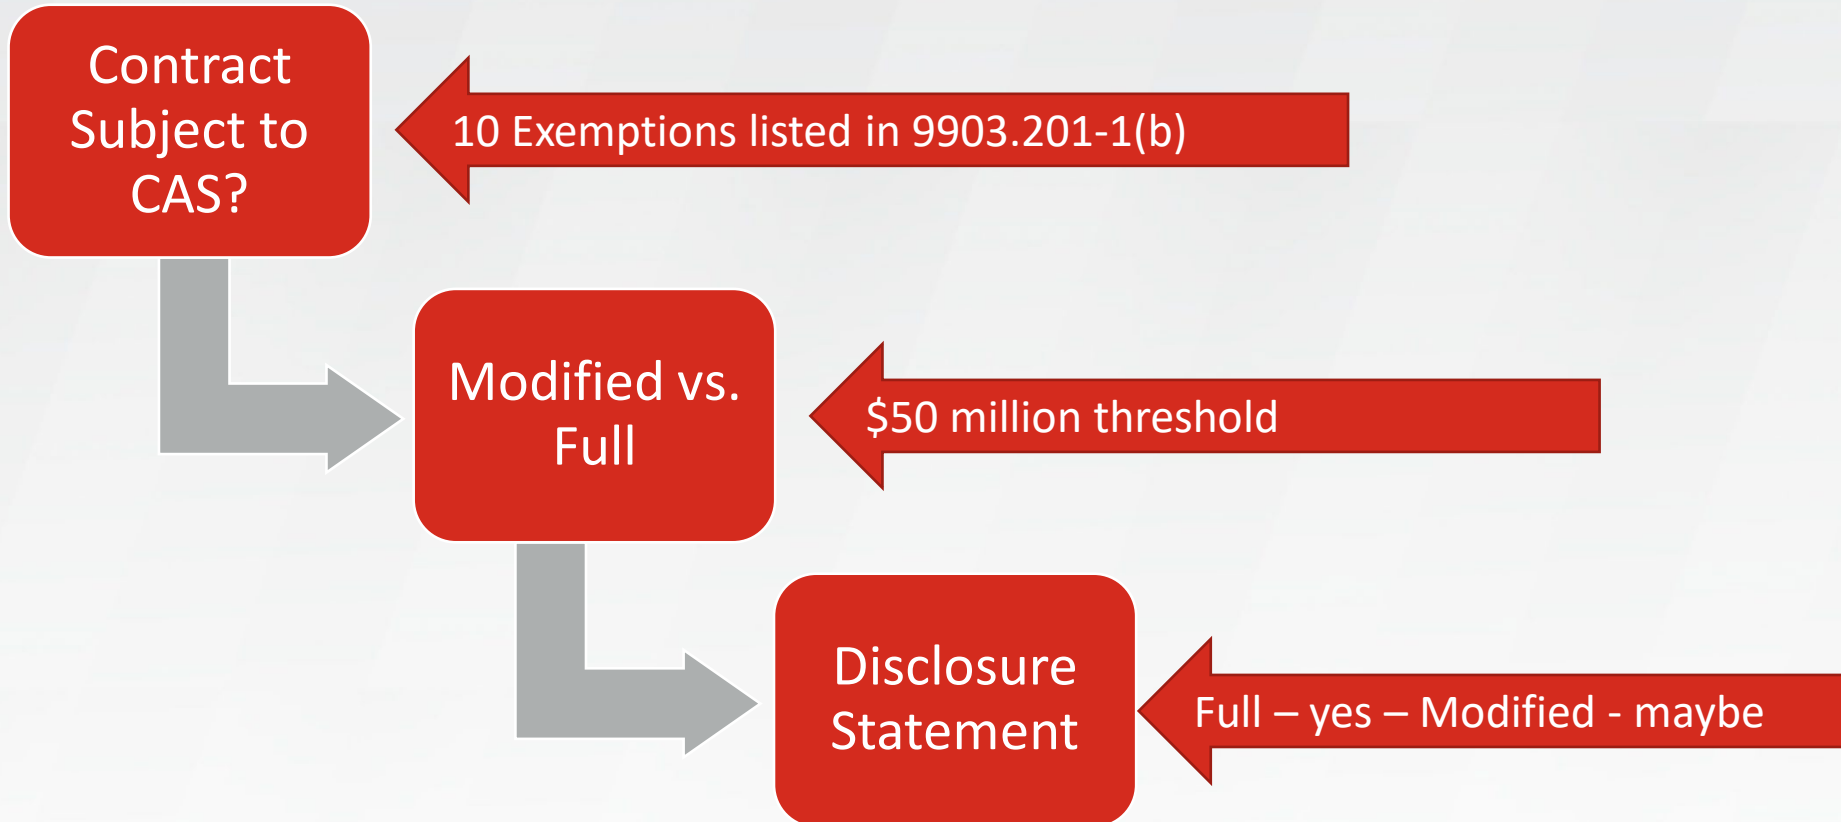 Contract
Subject to
CAS?
10 Exemptions listed in 9903.201-1(b)
Modified vs.
Full
$50 million threshold
Disclosure
Statement
Full – yes – Modified - maybe